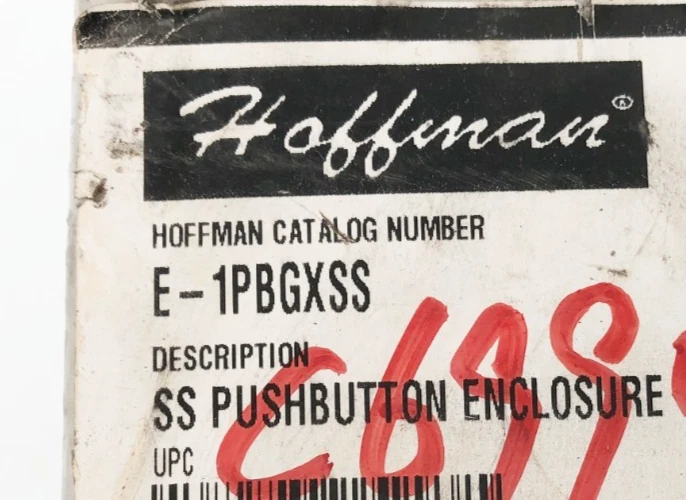 Hoffman®
HOFFMAN CATALOG NUMBER
E-1PBGXSS
DESCRIPTION
SS PUSHBUTTON ENCLOSURE
UPC